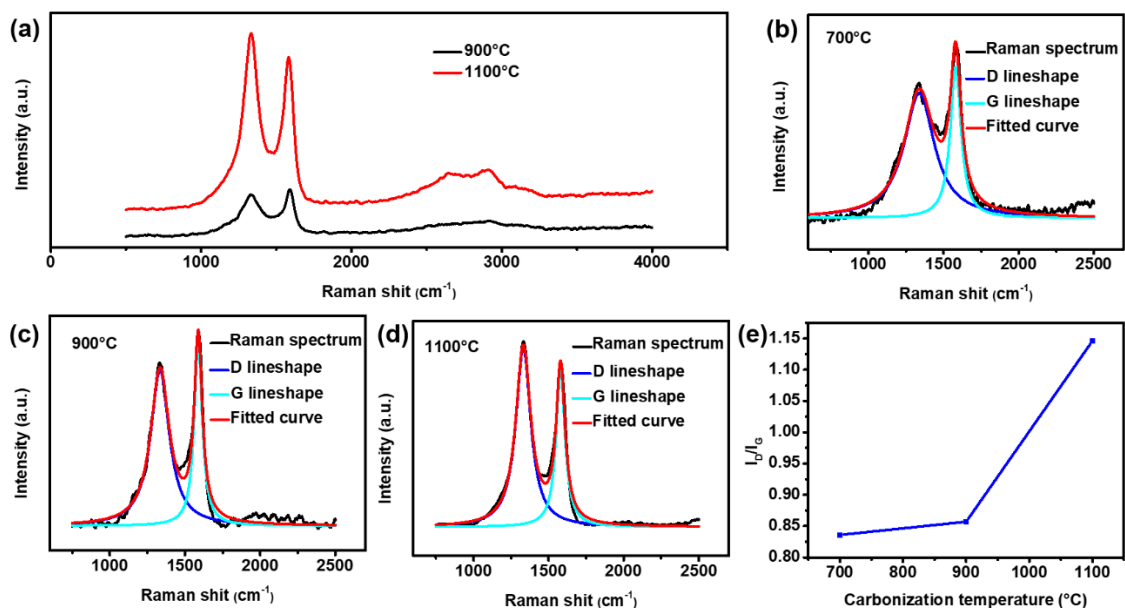 (a)
900°C
1100°C
Intensity (a.u.)
0
1000
2000
3000
4000
Raman shit (cm-1)
(b)
700°C
Raman spectrum
D lineshape
G lineshape
Fitted curve
Intensity (a.u.)
1000
1500
2000
2500
Raman shit (cm-1)
(c)
900°C
Raman spectrum
D lineshape
G lineshape
Fitted curve
Intensity (a.u.)
1000
1500
2000
2500
Raman shit (cm-1)
(d)
1100°C
Raman spectrum
D lineshape
G lineshape
Fitted curve
Intensity (a.u.)
1000
1500
2000
2500
Raman shit (cm-1)
(e)
1.15
1.10
1.05
1.00
0.95
0.90
0.85
0.80
ID/IG
700
800
900
1000
1100
Carbonization temperature (°C)